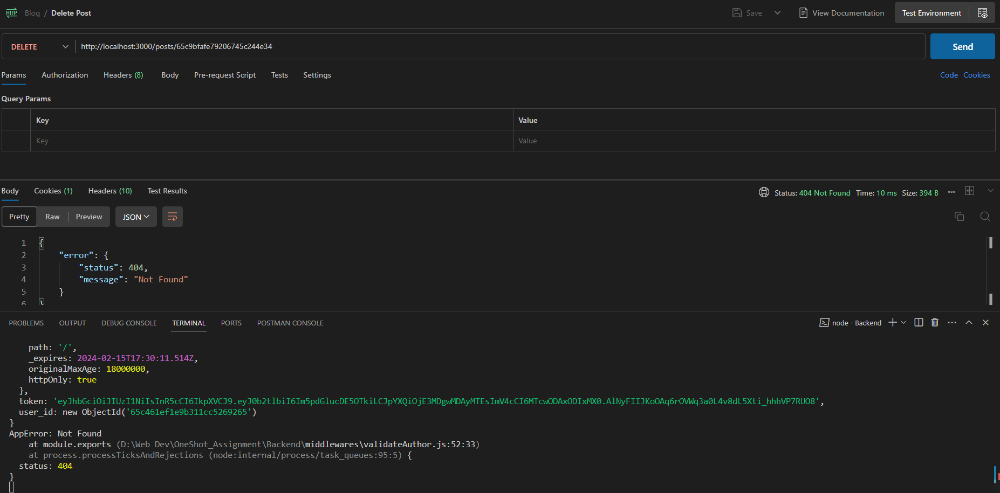 HTTP Blog / Delete Post Save View Documentation Test Environment
DELETE http://localhost:3000/posts/65c9bfafe79206745c244e34 Send
Params Authorization Headers (8) Body Pre-request Script Tests Settings Code Cookies
Query Params
Key Value
Key Value
Body Cookies (1) Headers (10) Test Results Status: 404 Not Found Time: 10 ms Size: 394 B
Pretty Raw Preview JSON
1 {
2 "error": {
3 "status": 404,
4 "message": "Not Found"
5 }
6 }
PROBLEMS OUTPUT DEBUG CONSOLE TERMINAL PORTS POSTMAN CONSOLE node - Backend
path: '/',
_expires: 2024-02-15T17:30:11.514Z,
originalMaxAge: 18000000,
httpOnly: true
},
token: 'eyJhbGciOiJIUzI1NiIsInR5cCI6IkpXVCJ9.eyJ0b2tlbiI6Im5pdGlucDE5OTkiLCJpYXQiOjE3MDgwMDAyMTEsImV4cCI6MTcwODAxODIxMX0.AlNyFIIJKoOAq6rOVWq3a0L4v8dL5Xti_hhhVP7RUO8',
user_id: new ObjectId('65c461ef1e9b311cc5269265')
}
AppError: Not Found
at module.exports (D:\Web Dev\OneShot_Assignment\Backend\middlewares\validateAuthor.js:52:33)
at process.processTicksAndRejections (node:internal/process/task_queues:95:5) {
status: 404
}